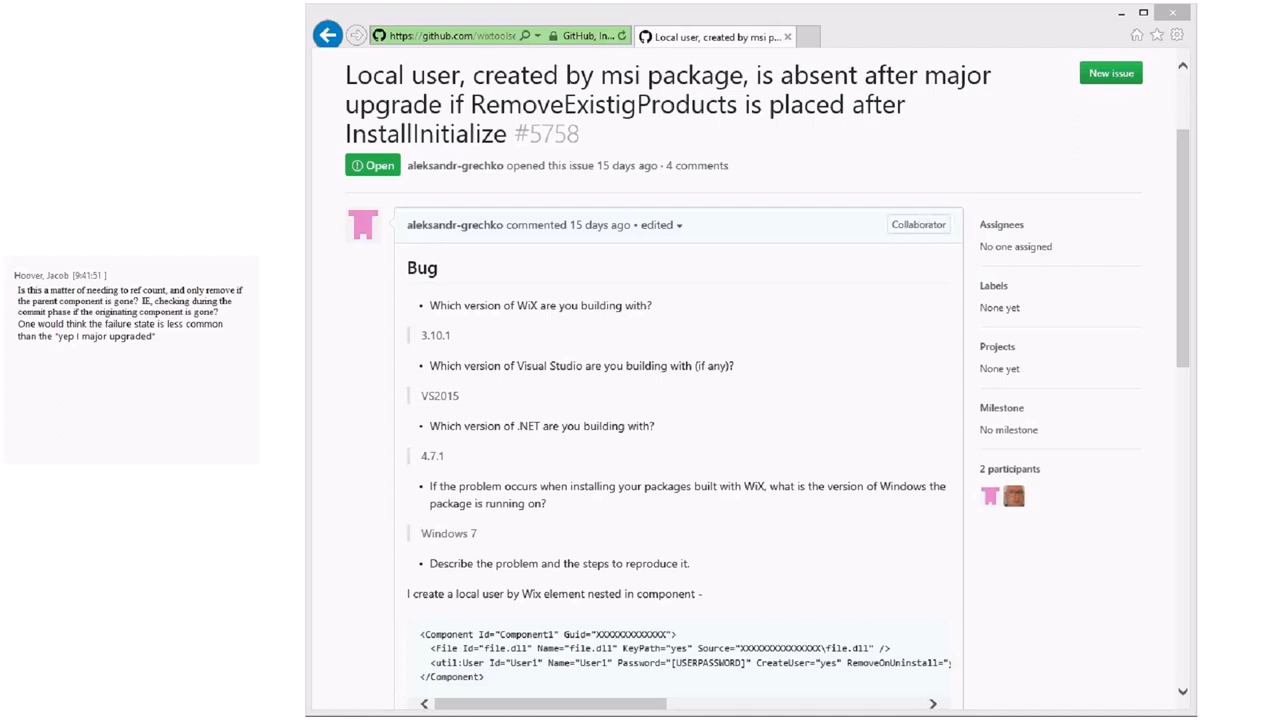 https://github.com/wixtoolse
GitHub, In...
Local user, created by msi p...
Local user, created by msi package, is absent after major
upgrade if RemoveExistigProducts is placed after
InstallInitialize #5758
New issue
Open
aleksandr-grechko opened this issue 15 days ago · 4 comments
aleksandr-grechko commented 15 days ago • edited
Collaborator
Bug
• Which version of WiX are you building with?
3.10.1
• Which version of Visual Studio are you building with (if any)?
VS2015
• Which version of .NET are you building with?
4.7.1
• If the problem occurs when installing your packages built with WiX, what is the version of Windows the
package is running on?
Windows 7
• Describe the problem and the steps to reproduce it.
I create a local user by Wix element nested in component -
<Component Id="Component1" Guid="XXXXXXXXXXXXX">
<File Id="file.dll" Name="file.dll" KeyPath="yes" Source="XXXXXXXXXXXXXXX\file.dll" />
<util:User Id="User1" Name="User1" Password="[USERPASSWORD]" CreateUser="yes" RemoveOnUninstall="y
</Component>
Assignees
No one assigned
Labels
None yet
Projects
None yet
Milestone
No milestone
2 participants
Hoover, Jacob [9:41:51 ]
Is this a matter of needing to ref count, and only remove if
the parent component is gone? IE, checking during the
commit phase if the originating component is gone?
One would think the failure state is less common
than the "yep I major upgraded"